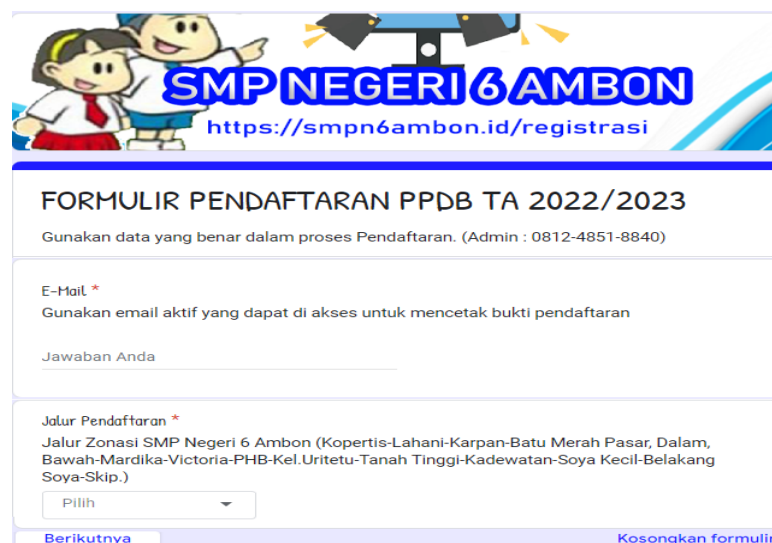 SMP NEGERI 6 AMBON
https://smpn6ambon.id/registrasi
FORMULIR PENDAFTARAN PPDB TA 2022/2023
Gunakan data yang benar dalam proses Pendaftaran. (Admin : 0812-4851-8840)
E-Mail *
Gunakan email aktif yang dapat di akses untuk mencetak bukti pendaftaran
Jawaban Anda
Jalur Pendaftaran *
Jalur Zonasi SMP Negeri 6 Ambon (Kopertis-Lahani-Karpan-Batu Merah Pasar, Dalam,
Bawah-Mardika-Victoria-PHB-Kel.Uritetu-Tanah Tinggi-Kadewatan-Soya Kecil-Belakang
Soya-Skip.)
Pilih
Berikutnya Kosongkan formulir